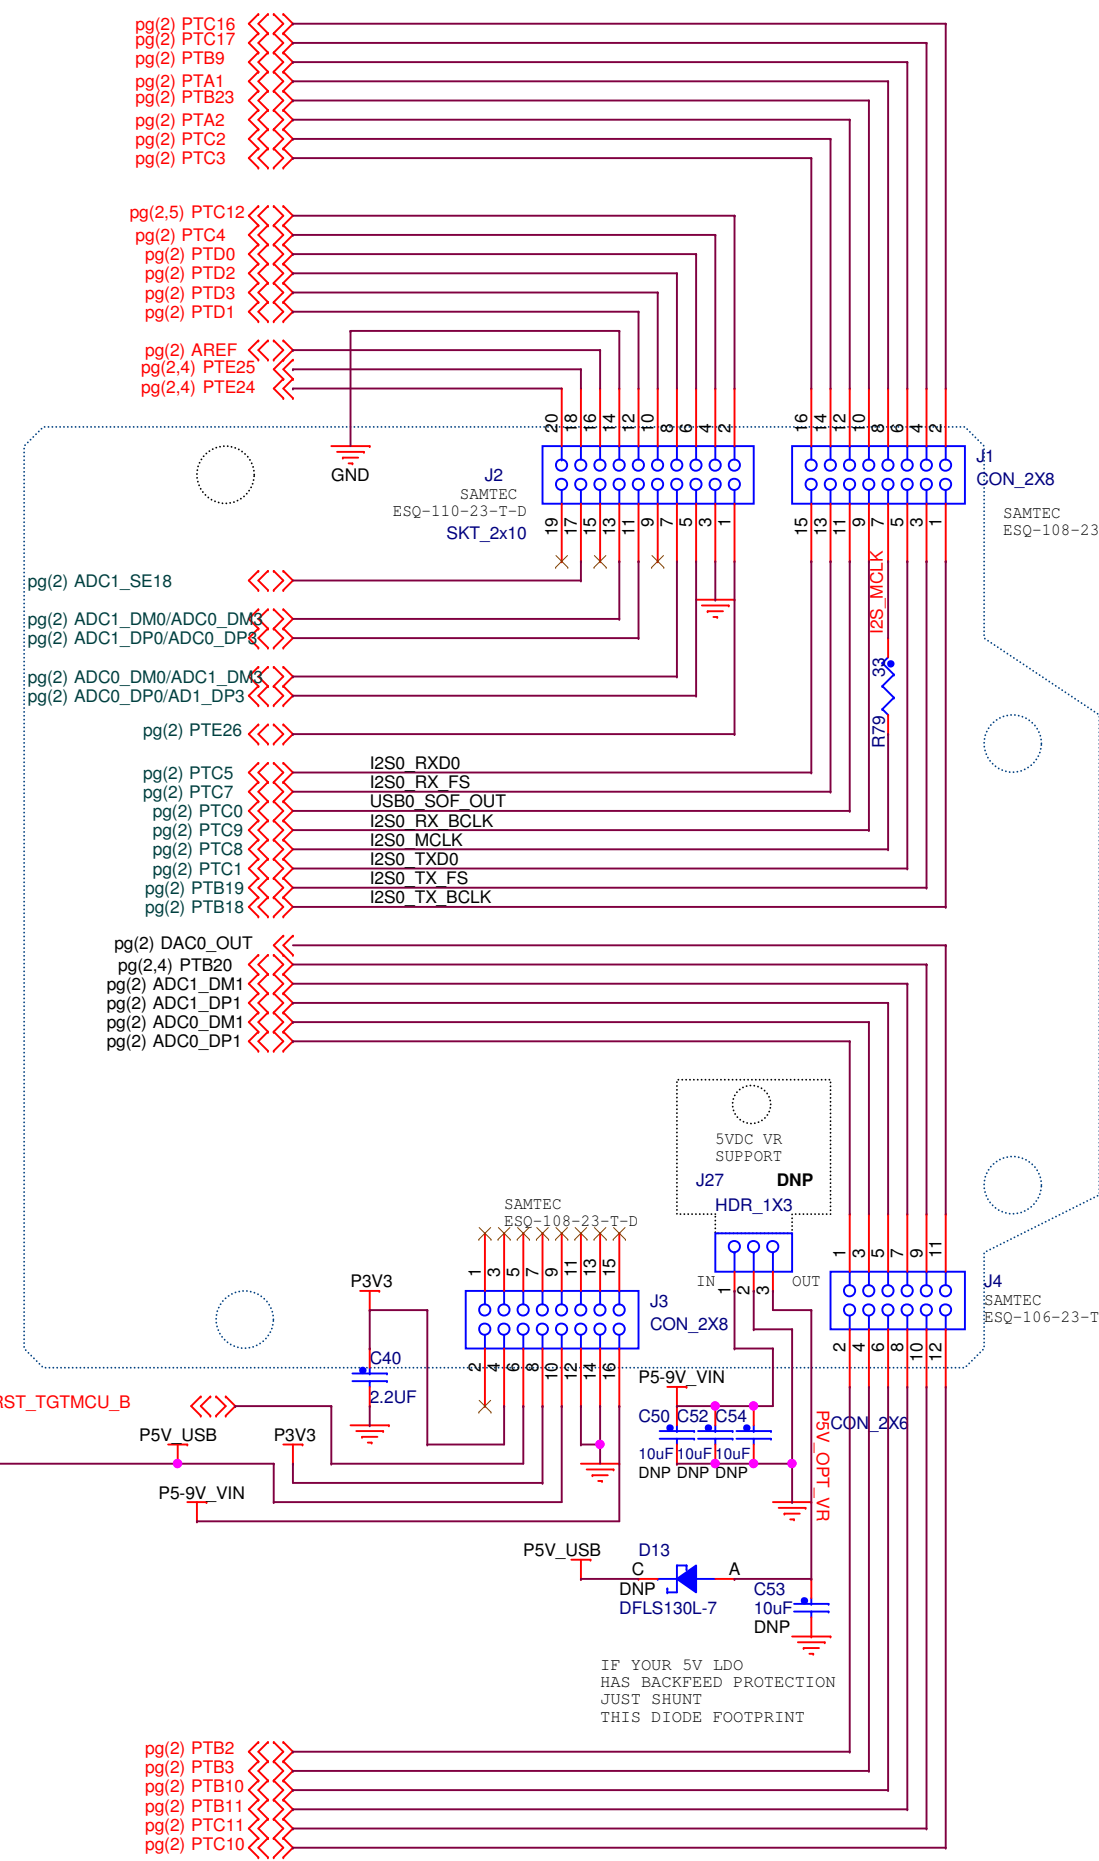 pg(2) PTC16
pg(2) PTC17
pg(2) PTB9
pg(2) PTA1
pg(2) PTB23
pg(2) PTA2
pg(2) PTC2
pg(2) PTC3
pg(2,5) PTC12
pg(2) PTC4
pg(2) PTD0
pg(2) PTD2
pg(2) PTD3
pg(2) PTD1
pg(2) AREF
pg(2,4) PTE25
pg(2,4) PTE24
GND
20 18 16 14 12 10 8 6 4 2
16 14 12 10 8 6 4 2
J2
SAMTEC
ESQ-110-23-T-D
SKT_2x10
J1
CON_2X8
SAMTEC
ESQ-108-23
19 17 15 13 11 9 7 5 3 1
15 13 11 9 7 5 3 1
I2S_MCLK
33
R79
pg(2) ADC1_SE18
pg(2) ADC1_DM0/ADC0_DM3
pg(2) ADC1_DP0/ADC0_DP3
pg(2) ADC0_DM0/ADC1_DM3
pg(2) ADC0_DP0/AD1_DP3
pg(2) PTE26
pg(2) PTC5 I2S0_RXD0
pg(2) PTC7 I2S0_RX_FS
pg(2) PTC0 USB0_SOF_OUT
pg(2) PTC9 I2S0_RX_BCLK
pg(2) PTC8 I2S0_MCLK
pg(2) PTC1 I2S0_TXD0
pg(2) PTB19 I2S0_TX_FS
pg(2) PTB18 I2S0_TX_BCLK
pg(2) DAC0_OUT
pg(2,4) PTB20
pg(2) ADC1_DM1
pg(2) ADC1_DP1
pg(2) ADC0_DM1
pg(2) ADC0_DP1
5VDC VR
SUPPORT
J27 DNP
HDR_1X3
IN 1 2 3 OUT
SAMTEC
ESQ-108-23-T-D
1 3 5 7 9 11 13 15
J3
CON_2X8
2 4 6 8 10 12 14 16
1 3 5 7 9 11
J4
SAMTEC
ESQ-106-23-T
2 4 6 8 10 12
CON_2X6
P3V3
C40
2.2UF
RST_TGTMCU_B
P5V_USB
P3V3
P5-9V_VIN
P5-9V_VIN
C50 C52 C54
10uF 10uF 10uF
DNP DNP DNP
P5V_OPT_VR
P5V_USB
D13
C A
DNP
DFLS130L-7
C53
10uF
DNP
IF YOUR 5V LDO
HAS BACKFEED PROTECTION
JUST SHUNT
THIS DIODE FOOTPRINT
pg(2) PTB2
pg(2) PTB3
pg(2) PTB10
pg(2) PTB11
pg(2) PTC11
pg(2) PTC10